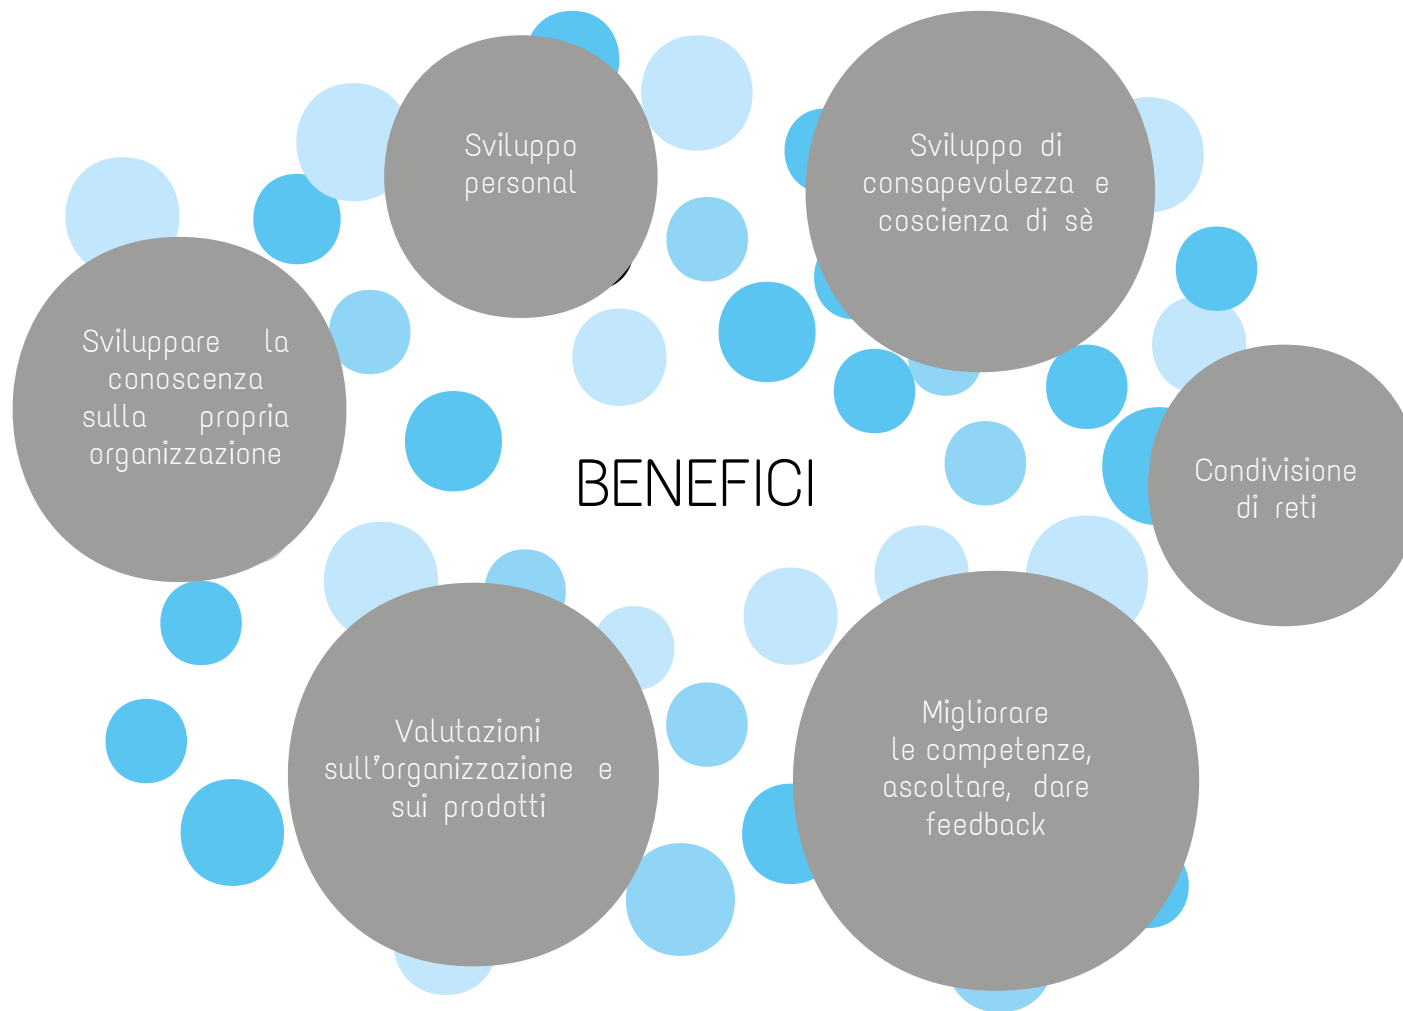 Sviluppo
personal
Sviluppo di
consapevolezza e
coscienza di sè
Sviluppare la
conoscenza
sulla propria
organizzazione
BENEFICI
Condivisione
di reti
Valutazioni
sull'organizzazione e
sui prodotti
Migliorare
le competenze,
ascoltare, dare
feedback